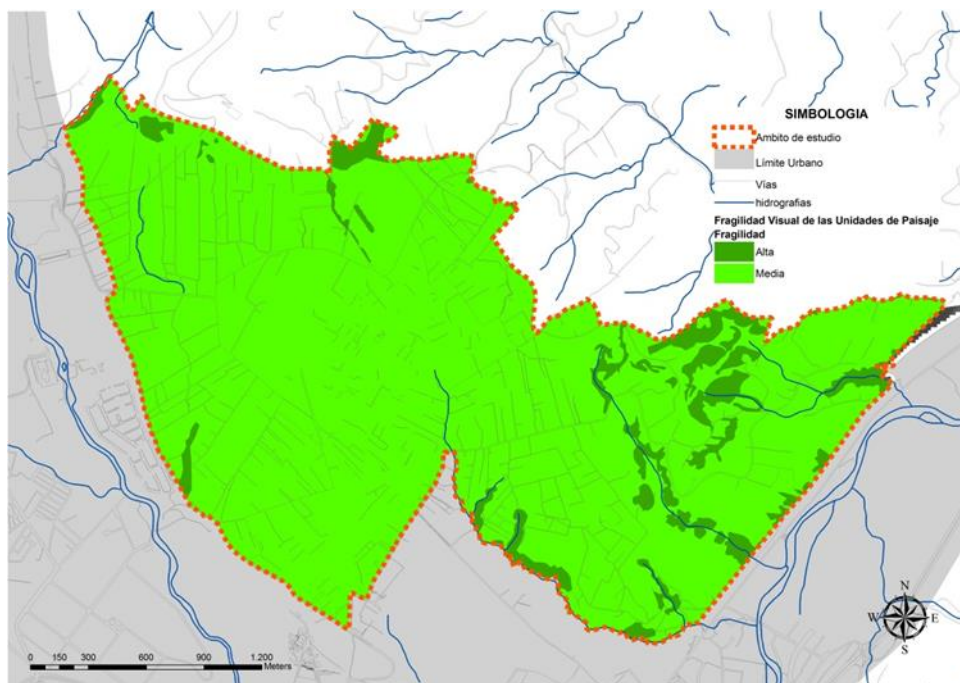 SIMBOLOGIA
Ambito de estudio
Límite Urbano
Vías
hidrografias
Fragilidad Visual de las Unidades de Paisaje
Fragilidad
Alta
Media
N
W E
S
0 150 300 600 900 1.200
Meters